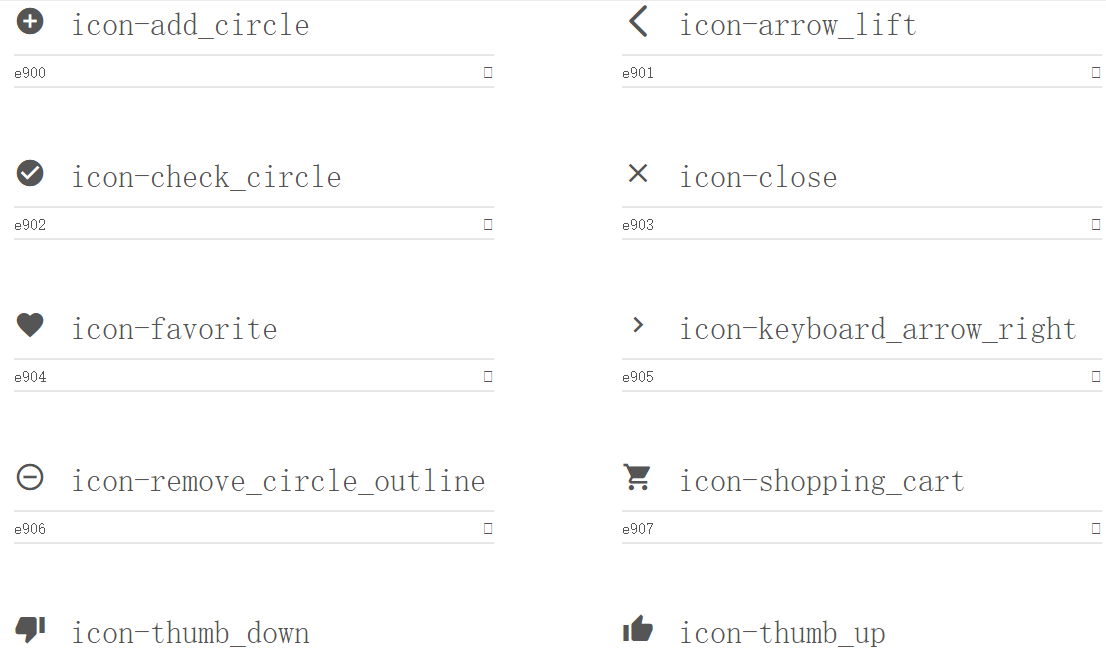 icon-add_circle
icon-arrow_lift
e900
e901
icon-check_circle
icon-close
e902
e903
icon-favorite
icon-keyboard_arrow_right
e904
e905
icon-remove_circle_outline
icon-shopping_cart
e906
e907
icon-thumb_down
icon-thumb_up